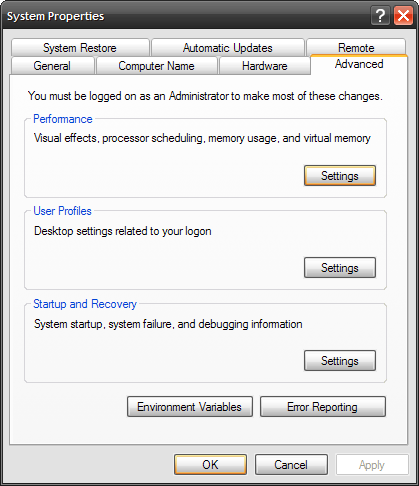 System Properties
System Restore Automatic Updates Remote
General Computer Name Hardware Advanced
You must be logged on as an Administrator to make most of these changes.
Performance
Visual effects, processor scheduling, memory usage, and virtual memory
Settings
User Profiles
Desktop settings related to your logon
Settings
Startup and Recovery
System startup, system failure, and debugging information
Settings
Environment Variables Error Reporting
OK Cancel Apply